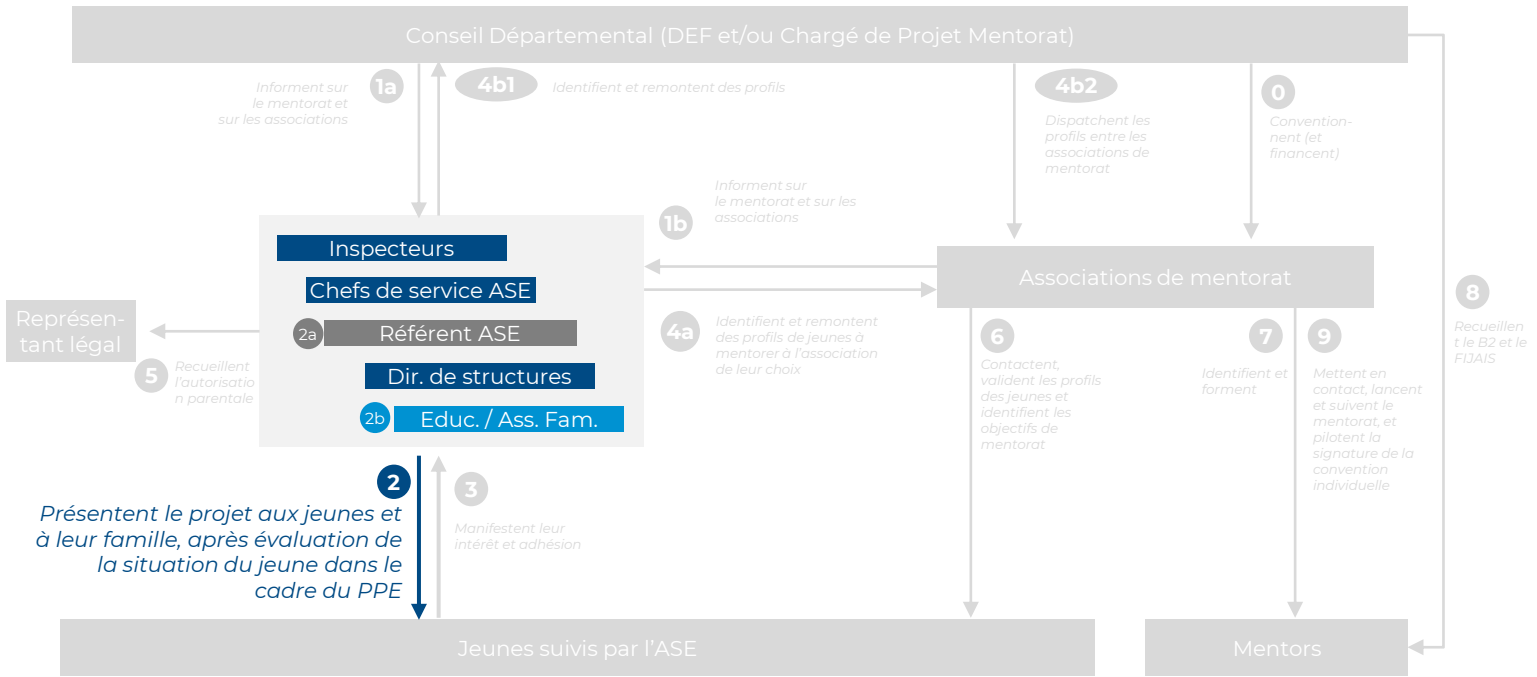 Conseil Départemental (DEF et/ou Chargé de Projet Mentorat)
1a
Informent sur
le mentorat et
sur les associations
4b1
Identifient et remontent des profils
4b2
Dispatchent les
profils entre les
associations de
mentorat
0
Convention-
nent (et
financent)
Informent sur
le mentorat et sur les
associations
1b
Inspecteurs
Chefs de service ASE
2a
Référent ASE
Dir. de structures
2b
Educ. / Ass. Fam.
Associations de mentorat
Représen-
tant légal
5
Recueillent
l’autorisatio
n parentale
4a
Identifient et remontent
des profils de jeunes à
mentorer à l’association
de leur choix
6
Contactent,
valident les profils
des jeunes et
identifient les
objectifs de
mentorat
7
Identifient et
forment
9
Mettent en
contact, lancent
et suivent le
mentorat, et
pilotent la
signature de la
convention
individuelle
8
Recueillen
t le B2 et le
FIJAIS
2
Présentent le projet aux jeunes et
à leur famille, après évaluation de
la situation du jeune dans le
cadre du PPE
3
Manifestent leur
intérêt et adhésion
Jeunes suivis par l’ASE
Mentors